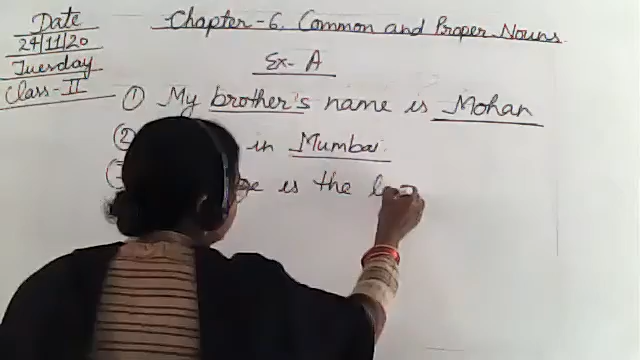 Date
24/11/20
Tuesday
Class-II
Chapter-6. Common and Proper Nouns
Ex-A
① My brother's name is Mohan
② in Mumbai.
is the